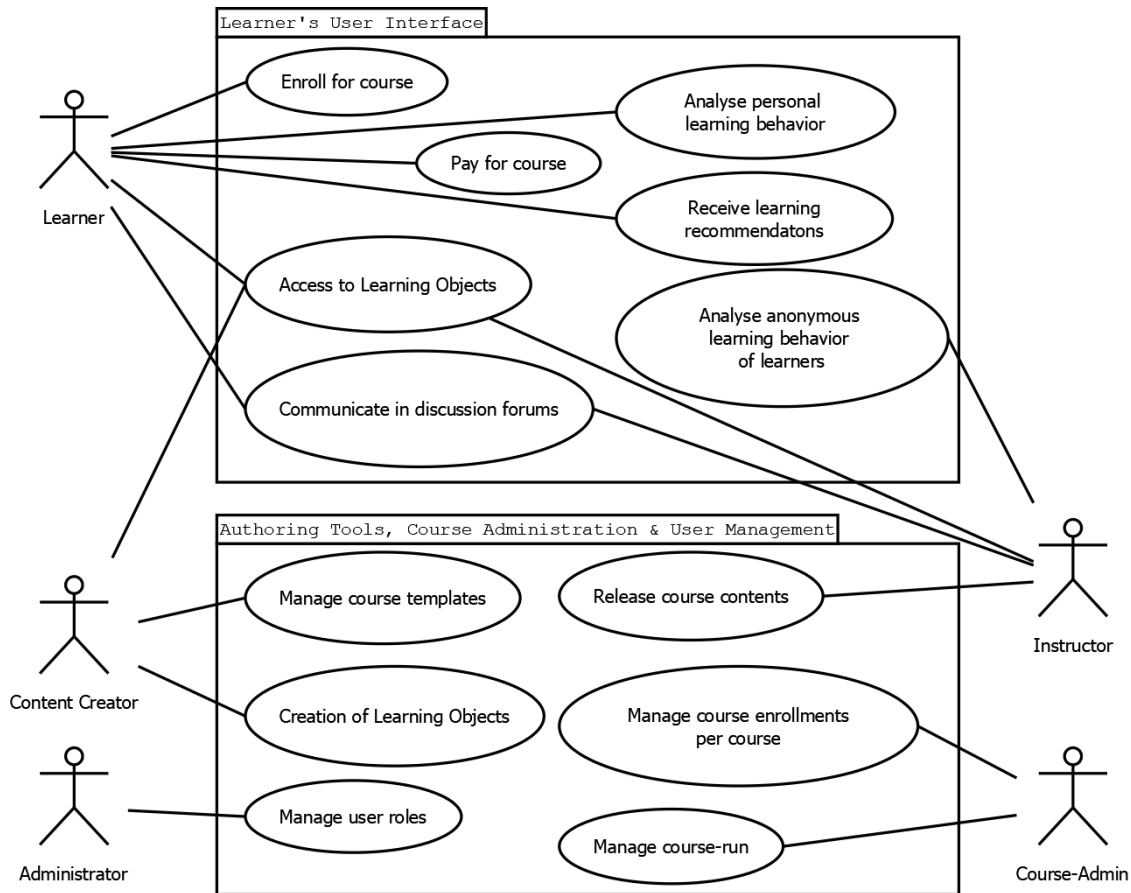 Learner's User Interface
Enroll for course
Analyse personal
learning behavior
Pay for course
Learner
Receive learning
recommendatons
Access to Learning Objects
Analyse anonymous
learning behavior
of learners
Communicate in discussion forums
Authoring Tools, Course Administration & User Management
Manage course templates
Release course contents
Instructor
Content Creator
Creation of Learning Objects
Manage course enrollments
per course
Manage user roles
Manage course-run
Administrator
Course-Admin